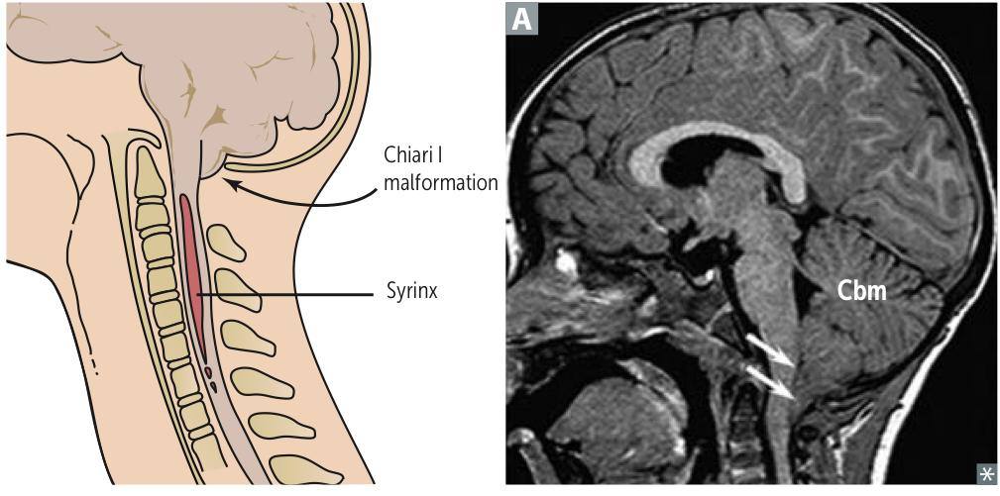 Chiari I
malformation
Syrinx
A
Cbm
*